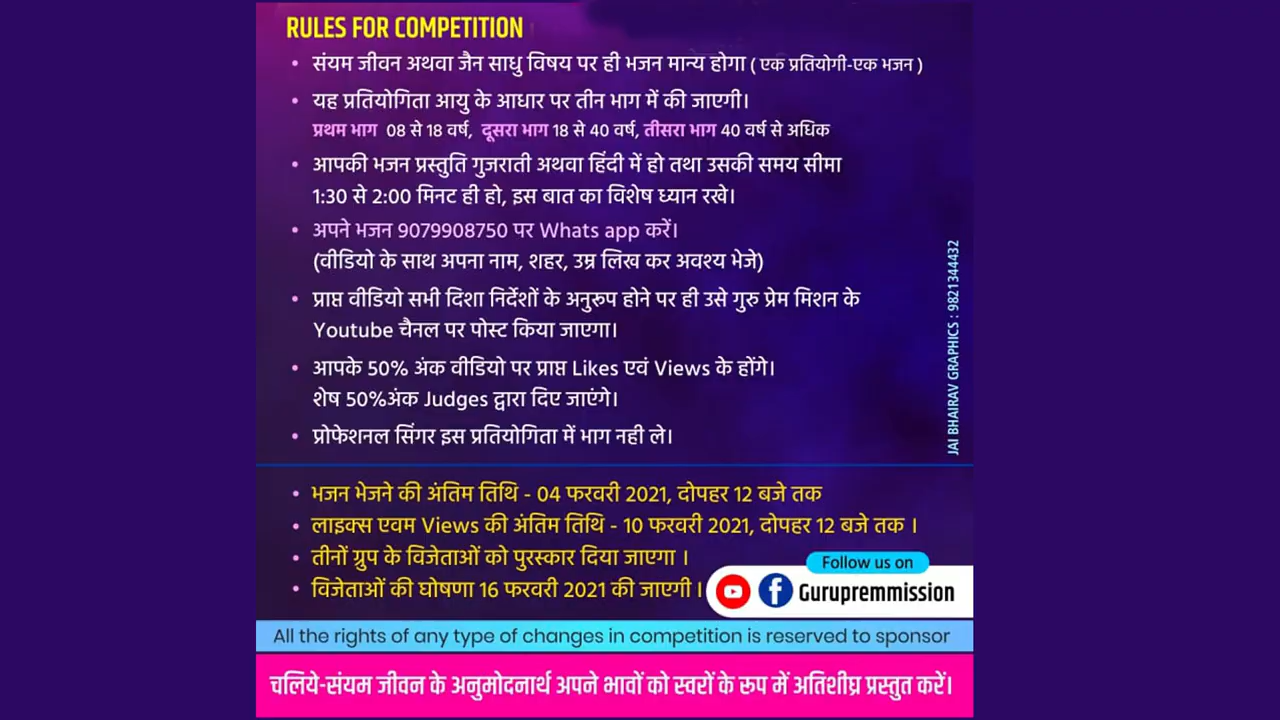 RULES FOR COMPETITION
• संयम जीवन अथवा जैन साधु विषय पर ही भजन मान्य होगा ( एक प्रतियोगी-एक भजन )
• यह प्रतियोगिता आयु के आधार पर तीन भाग में की जाएगी।
प्रथम भाग 08 से 18 वर्ष, दूसरा भाग 18 से 40 वर्ष, तीसरा भाग 40 वर्ष से अधिक
• आपकी भजन प्रस्तुति गुजराती अथवा हिंदी में हो तथा उसकी समय सीमा
1:30 से 2:00 मिनट ही हो, इस बात का विशेष ध्यान रखे।
• अपने भजन 9079908750 पर Whats app करें।
(वीडियो के साथ अपना नाम, शहर, उम्र लिख कर अवश्य भेजे)
• प्राप्त वीडियो सभी दिशा निर्देशों के अनुरूप होने पर ही उसे गुरु प्रेम मिशन के
Youtube चैनल पर पोस्ट किया जाएगा।
• आपके 50% अंक वीडियो पर प्राप्त Likes एवं Views के होंगे।
शेष 50%अंक Judges द्वारा दिए जाएंगे।
• प्रोफेशनल सिंगर इस प्रतियोगिता में भाग नही ले।
JAI BHAIRAV GRAPHICS : 9821344432
• भजन भेजने की अंतिम तिथि - 04 फरवरी 2021, दोपहर 12 बजे तक
• लाइक्स एवम Views की अंतिम तिथि - 10 फरवरी 2021, दोपहर 12 बजे तक ।
• तीनों ग्रुप के विजेताओं को पुरस्कार दिया जाएगा ।
• विजेताओं की घोषणा 16 फरवरी 2021 की जाएगी ।
Follow us on
Gurupremmission
All the rights of any type of changes in competition is reserved to sponsor
चलिये-संयम जीवन के अनुमोदनार्थ अपने भावों को स्वरों के रूप में अतिशीघ्र प्रस्तुत करें।